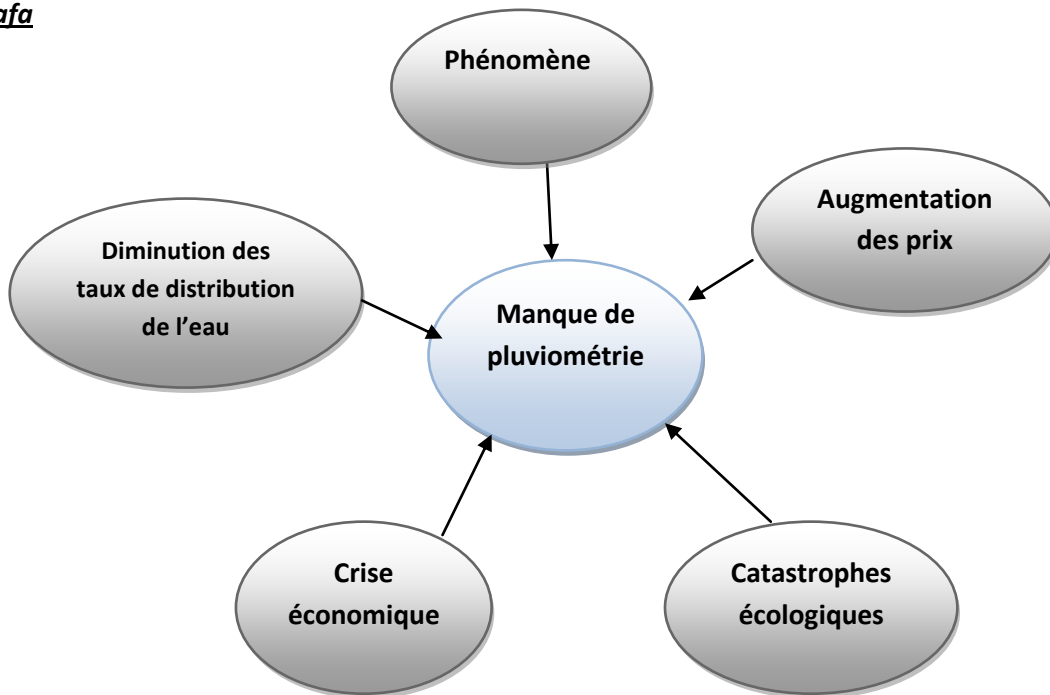 afa
Phénomène
Augmentation
des prix
Diminution des
taux de distribution
de l’eau
Manque de
pluviométrie
Crise
économique
Catastrophes
écologiques